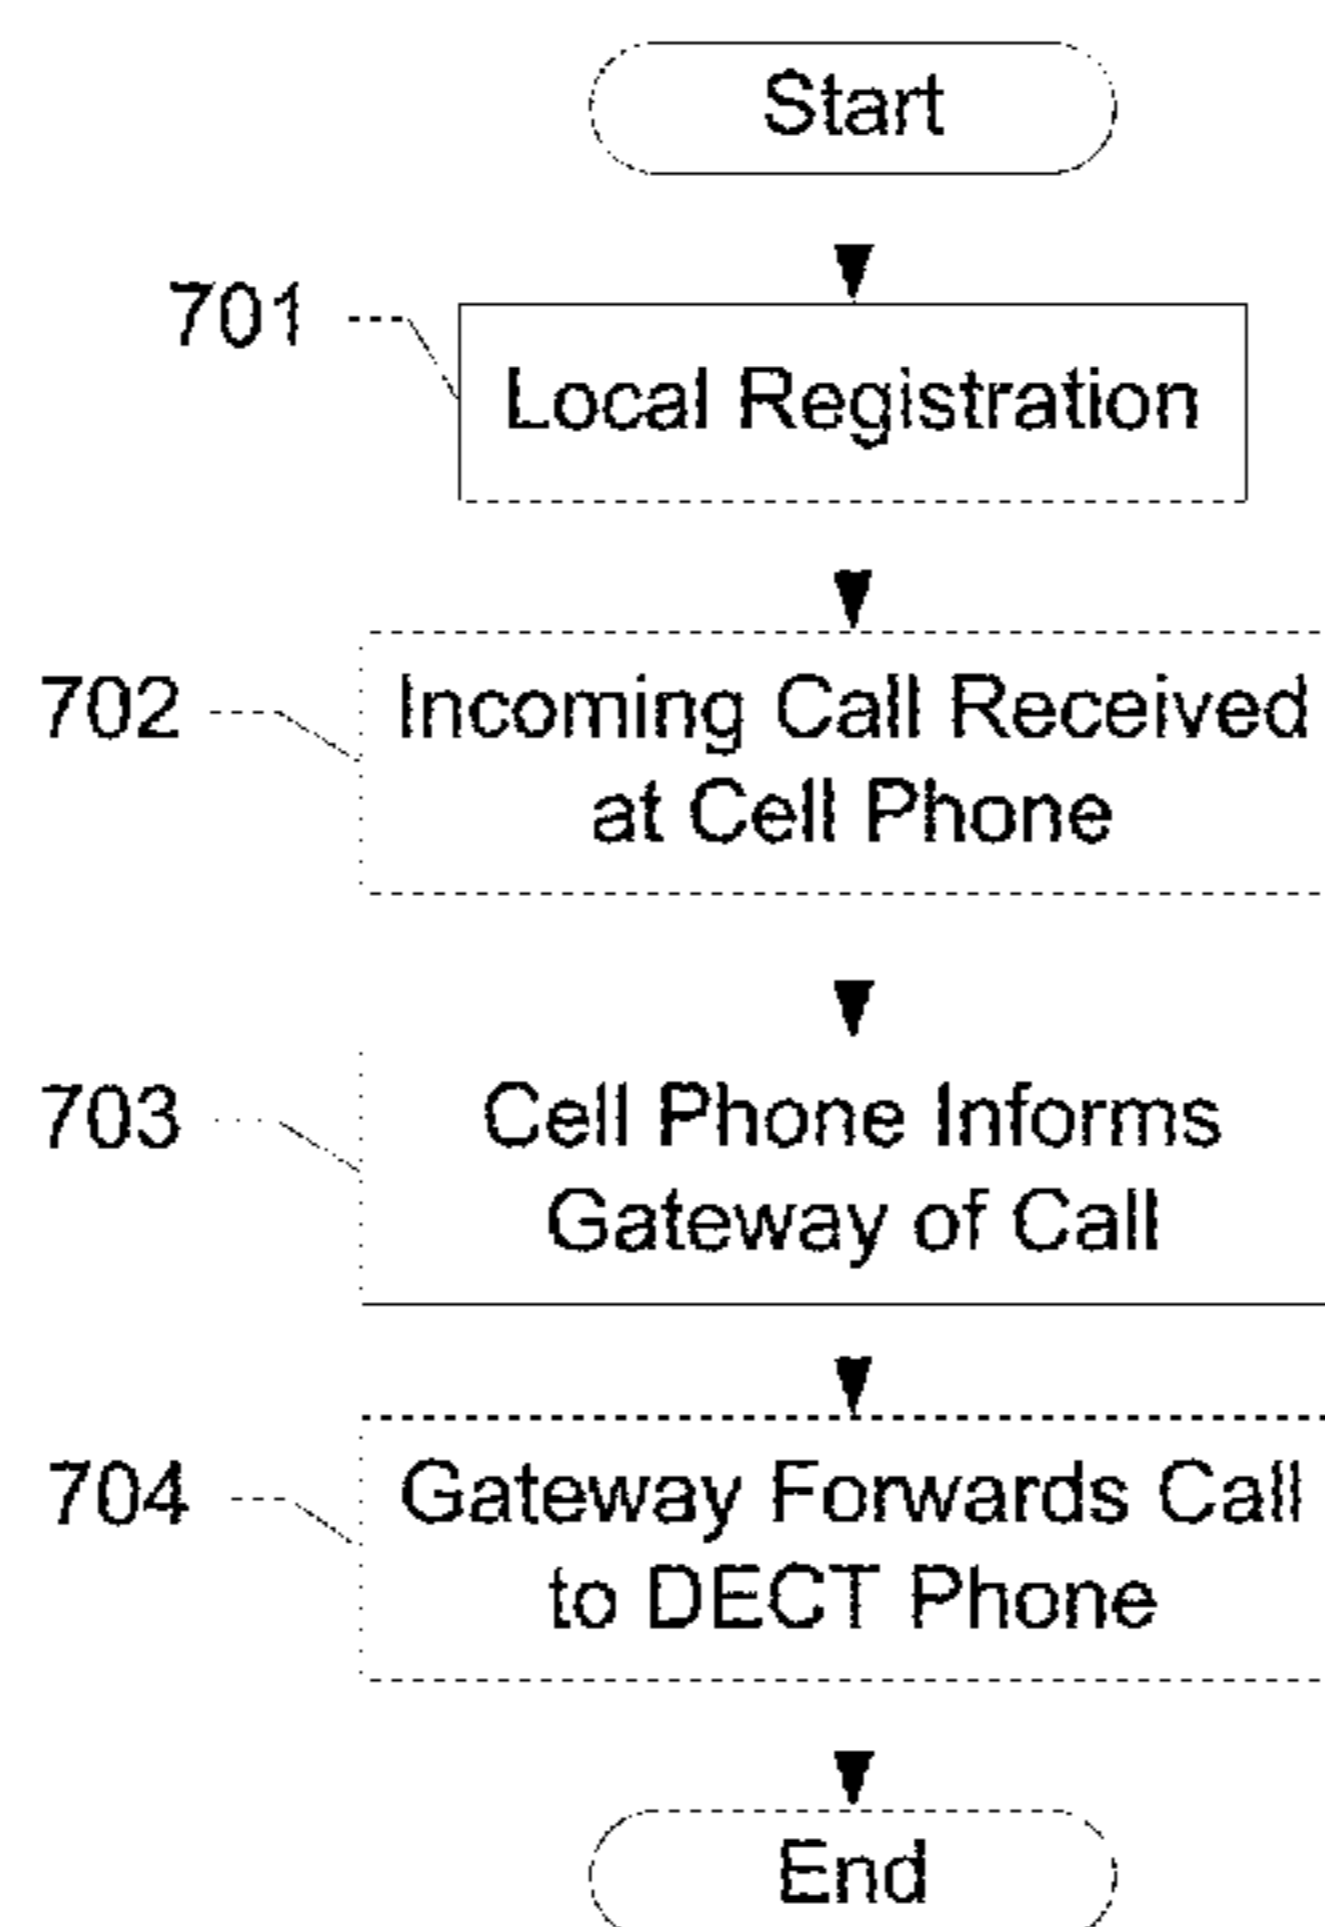 Start
701
Local Registration
702
Incoming Call Received
at Cell Phone
703
Cell Phone Informs
Gateway of Call
704
Gateway Forwards Call
to DECT Phone
End